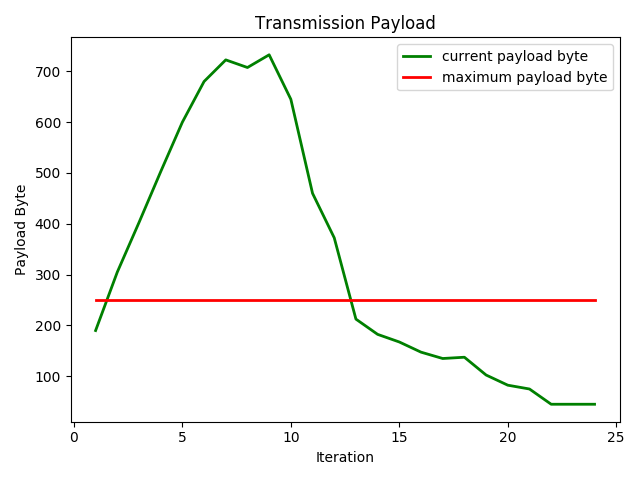 Transmission Payload
current payload byte
maximum payload byte
Payload Byte
700
600
500
400
300
200
100
0
5
10
15
20
25
Iteration